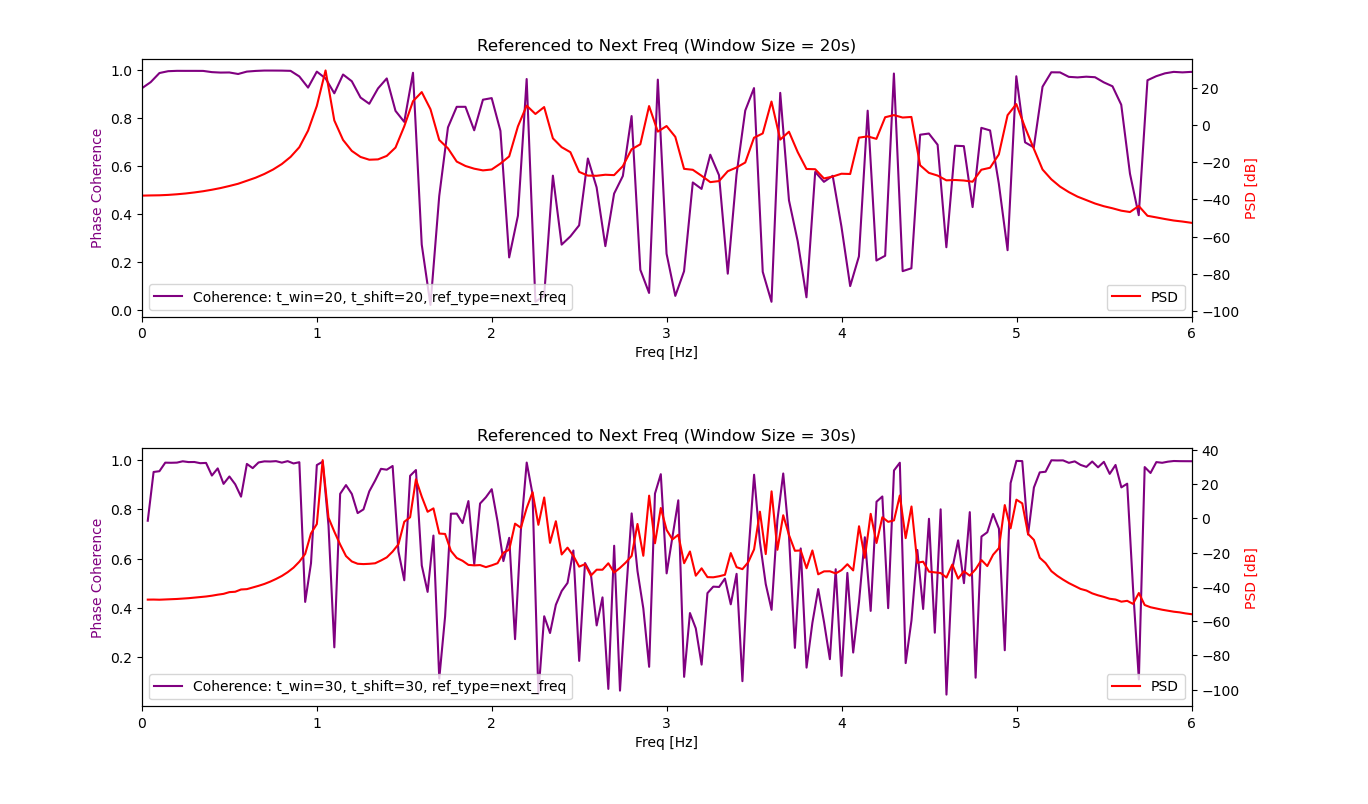 Referenced to Next Freq (Window Size = 20s)
1.0
0.8
0.6
0.4
0.2
0.0
Phase Coherence
20
0
−20
−40
−60
−80
−100
PSD [dB]
Coherence: t_win=20, t_shift=20, ref_type=next_freq
PSD
0 1 2 3 4 5 6
Freq [Hz]
Referenced to Next Freq (Window Size = 30s)
1.0
0.8
0.6
0.4
0.2
Phase Coherence
40
20
0
−20
−40
−60
−80
−100
PSD [dB]
Coherence: t_win=30, t_shift=30, ref_type=next_freq
PSD
0 1 2 3 4 5 6
Freq [Hz]